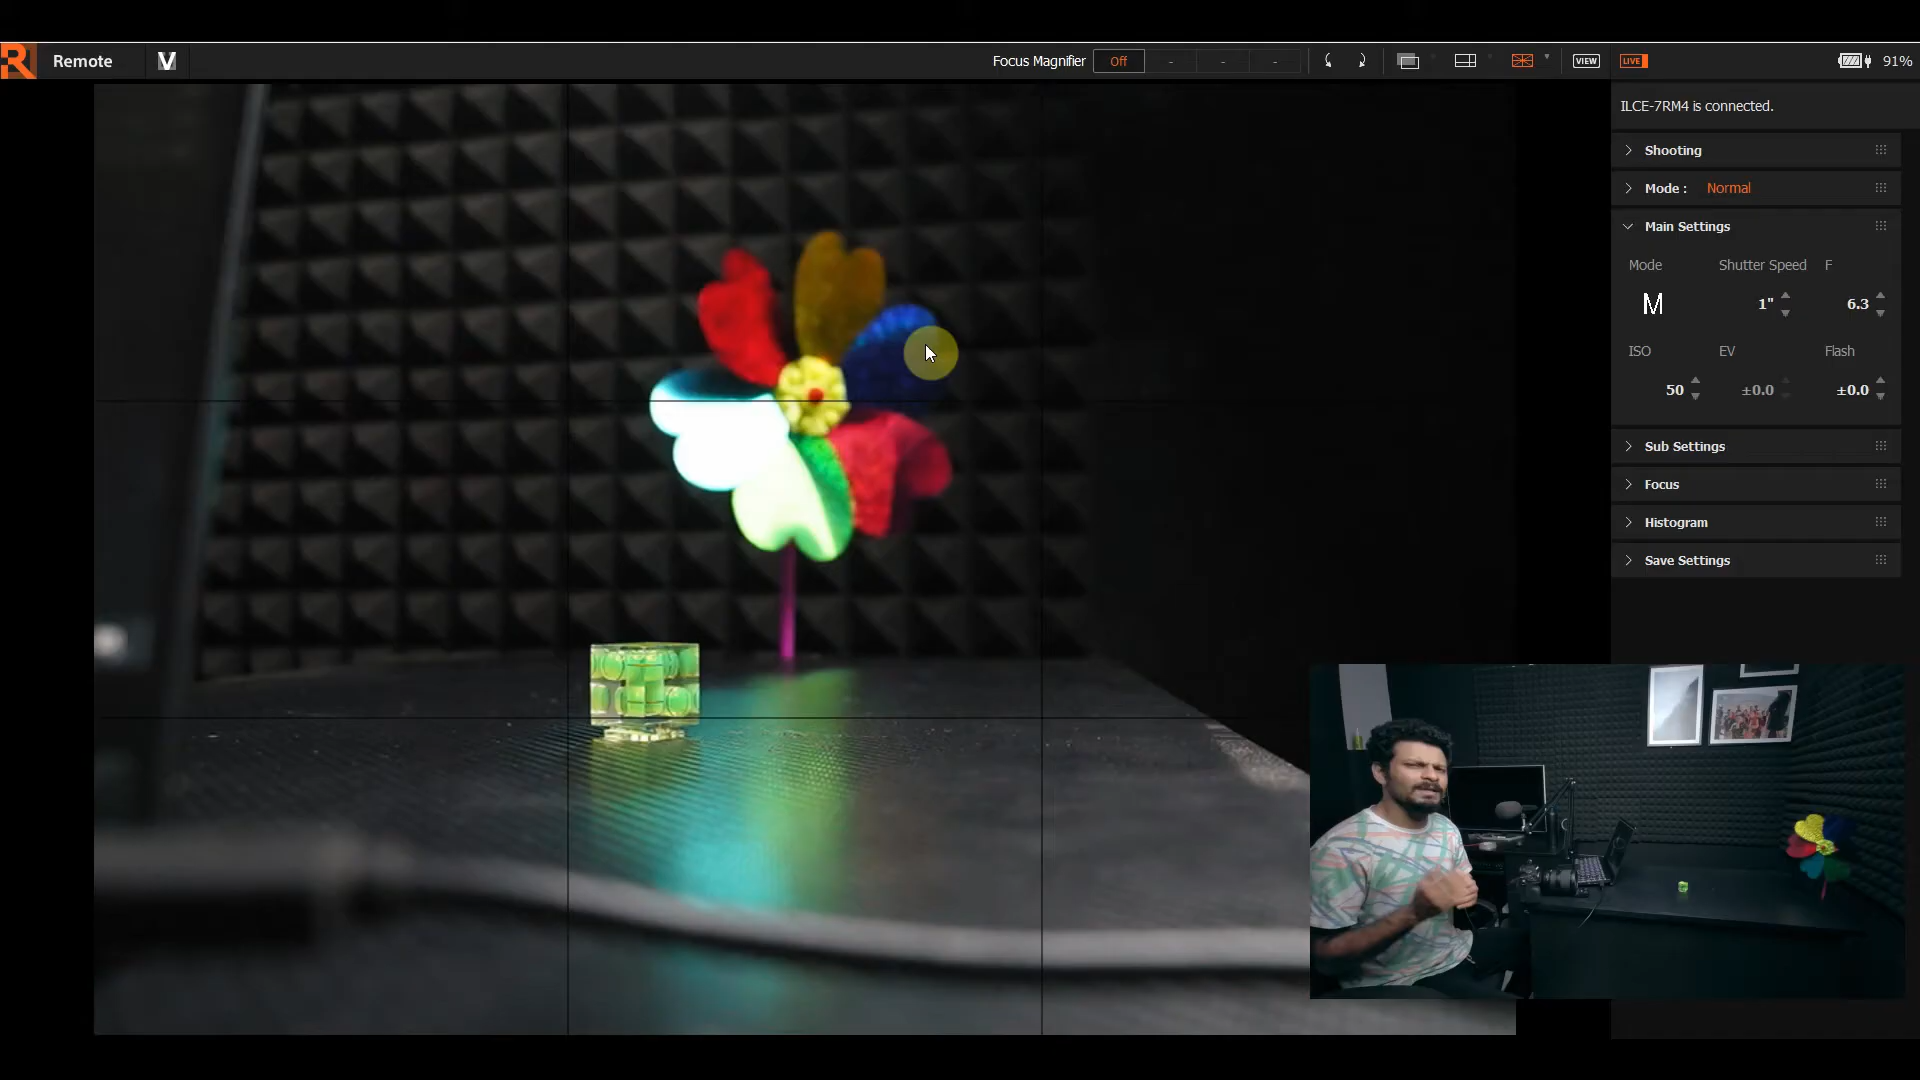 Remote V Focus Magnifier Off - - - VIEW LIVE 91%
ILCE-7RM4 is connected.
Shooting
Mode : Normal
Main Settings
Mode Shutter Speed F
M 1" 6.3
ISO EV Flash
50 ±0.0 ±0.0
Sub Settings
Focus
Histogram
Save Settings